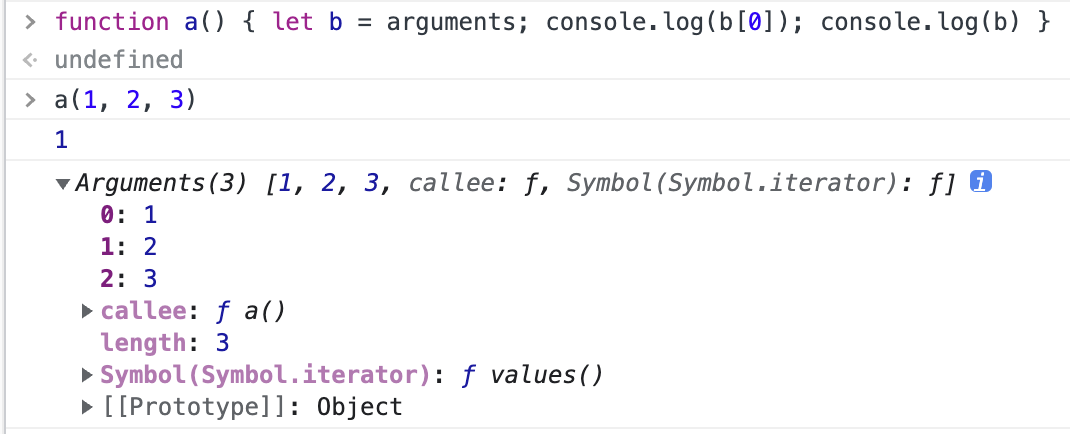 > function a() { let b = arguments; console.log(b[0]); console.log(b) }
undefined
> a(1, 2, 3)
1
▼Arguments(3) [1, 2, 3, callee: ƒ, Symbol(Symbol.iterator): ƒ] i
0: 1
1: 2
2: 3
▶callee: ƒ a()
length: 3
▶Symbol(Symbol.iterator): ƒ values()
▶[[Prototype]]: Object